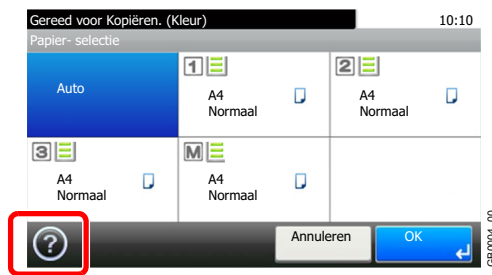 Gereed voor Kopiëren. (Kleur) 10:10
Papier- selectie
Auto
1
A4
Normaal
2
A4
Normaal
3
A4
Normaal
M
A4
Normaal
?
Annuleren
OK
GB0004_00